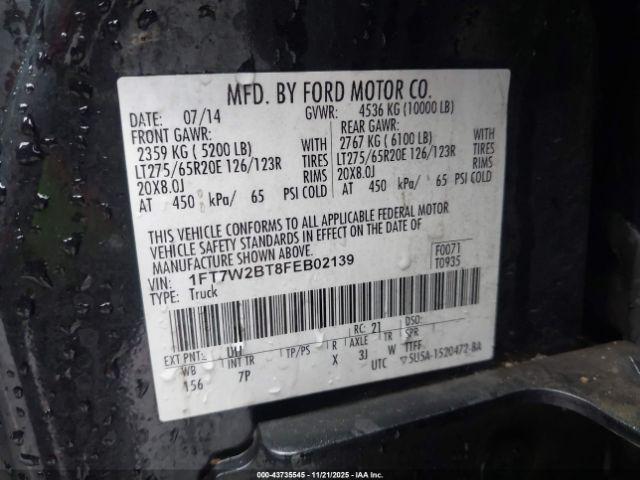 MFD. BY FORD MOTOR CO.
DATE: 07/14 GVWR: 4536 KG (10000 LB)
FRONT GAWR: REAR GAWR:
2359 KG ( 5200 LB) WITH 2767 KG ( 6100 LB) WITH
LT275/65R20E 126/123R TIRES LT275/65R20E 126/123R TIRES
20X8.0J RIMS 20X8.0J RIMS
AT 450 kPa/ 65 PSI COLD AT 450 kPa/ 65 PSI COLD
THIS VEHICLE CONFORMS TO ALL APPLICABLE FEDERAL MOTOR
VEHICLE SAFETY STANDARDS IN EFFECT ON THE DATE OF
MANUFACTURE SHOWN ABOVE.
VIN: 1FT7W2BT8FEB02139 F0071
TYPE: Truck T0935
EXT PNT: RC: 21 DSO:
WB INT TR TP/PS R AXLE TR SPR
156 7P X 3J W TTFF
UTC ▽5U5A-1520472-BA
000-43735545 - 11/21/2025 - IAAI.COM